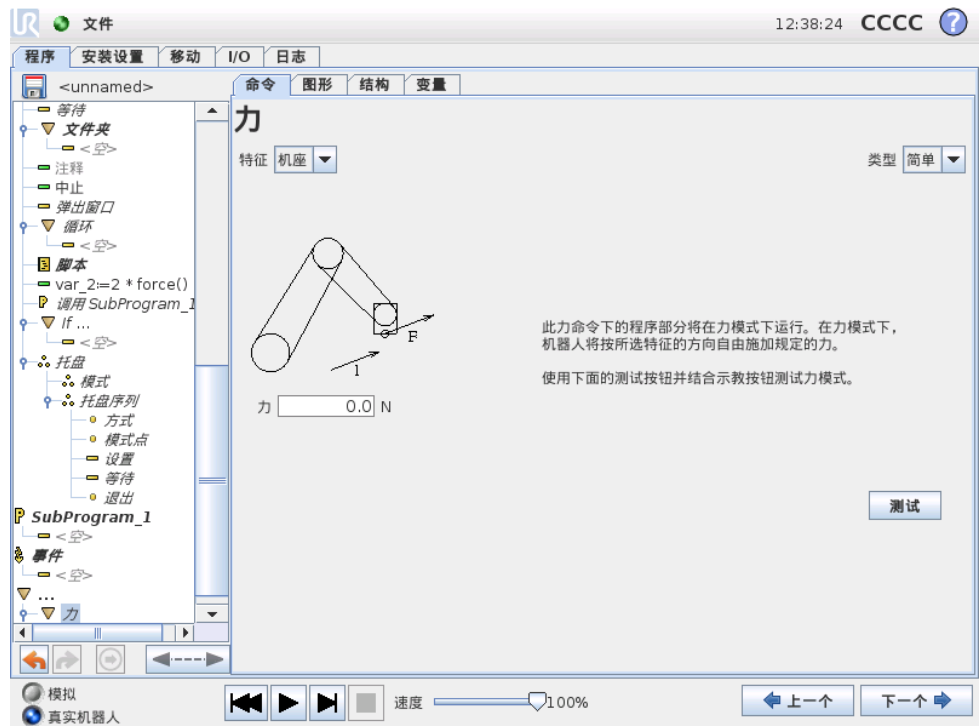 UR 文件 12:38:24 CCCC ?
程序 安装设置 移动 I/O 日志
<unnamed>
命令 图形 结构 变量
等待
文件夹
<空>
注释
中止
弹出窗口
循环
<空>
脚本
var_2:=2 * force()
调用 SubProgram_1
If ...
<空>
托盘
模式
托盘序列
方式
模式点
设置
等待
退出
SubProgram_1
<空>
事件
<空>
...
力
力
特征 机座 类型 简单
F
1
力 0.0 N
此力命令下的程序部分将在力模式下运行。在力模式下，
机器人将按所选特征的方向自由施加规定的力。
使用下面的测试按钮并结合示教按钮测试力模式。
测试
模拟
真实机器人
速度 100% 上一个 下一个